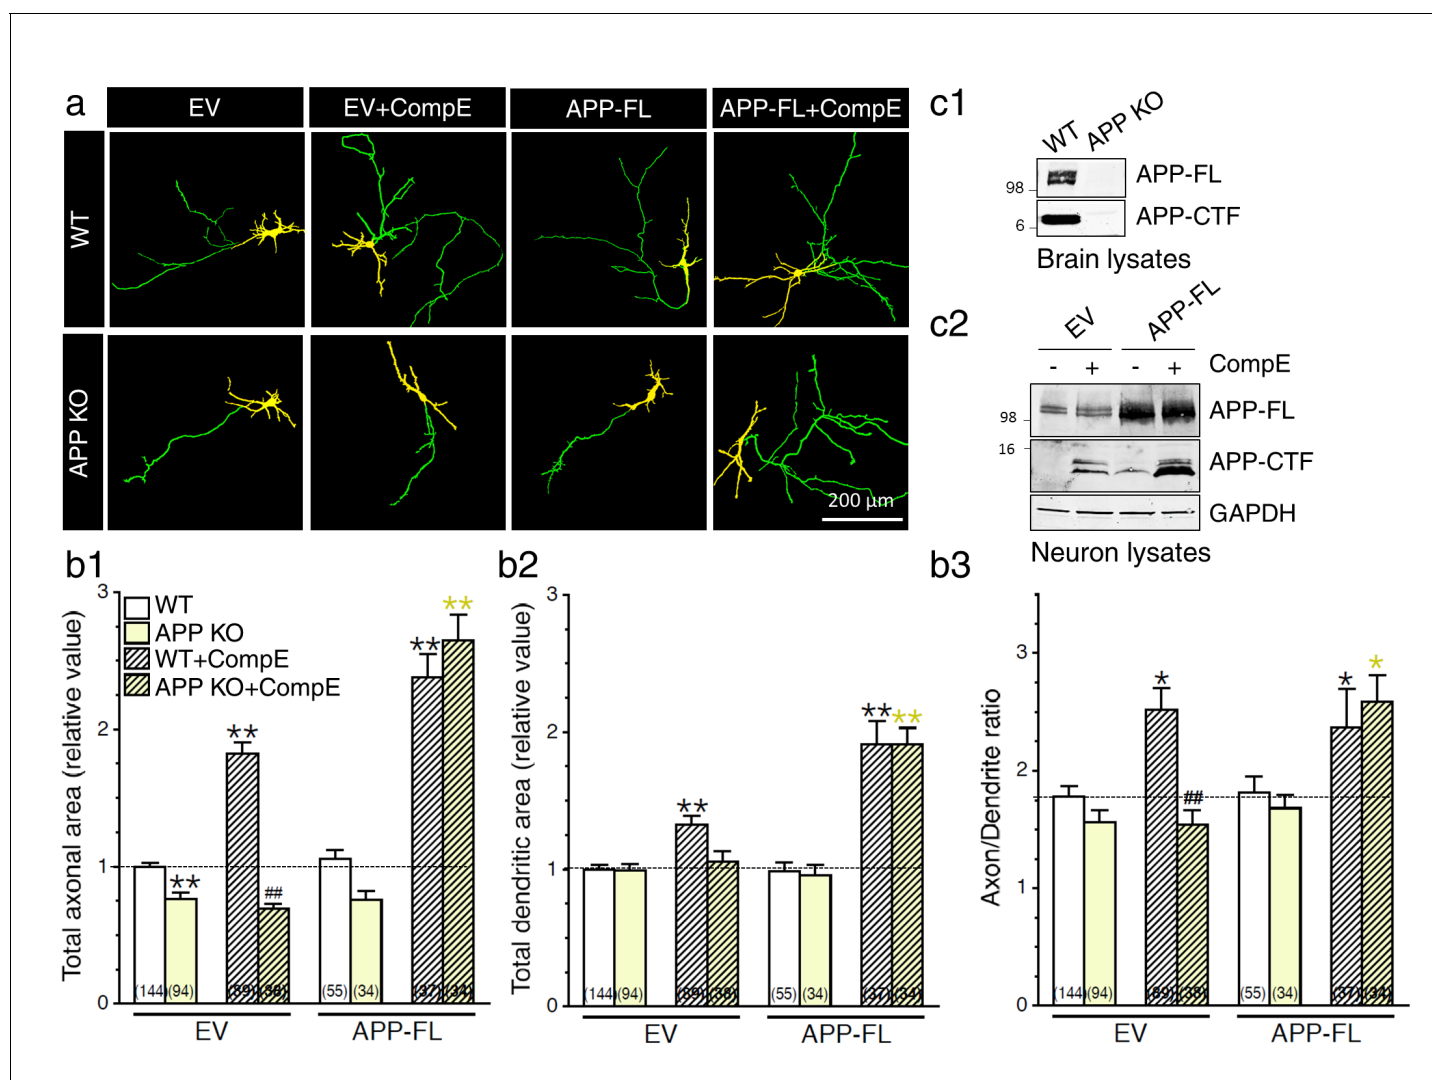 a
EV
EV+CompE
APP-FL
APP-FL+CompE
WT
APP KO
200 µm
c1
WT
APP KO
98
APP-FL
6
APP-CTF
Brain lysates
c2
EV
APP-FL
- + - + CompE
98
APP-FL
16
APP-CTF
GAPDH
Neuron lysates
b1
Total axonal area (relative value)
3
2
1
0
WT
APP KO
WT+CompE
APP KO+CompE
**
**
##
**
**
(144) (94) (89) (38) (55) (34) (37) (34)
EV
APP-FL
b2
Total dendritic area (relative value)
3
2
1
0
**
**
**
(144) (94) (89) (38) (55) (34) (37) (34)
EV
APP-FL
b3
Axon/Dendrite ratio
3
2
1
0
*
##
*
*
(144) (94) (89) (38) (55) (34) (37) (34)
EV
APP-FL